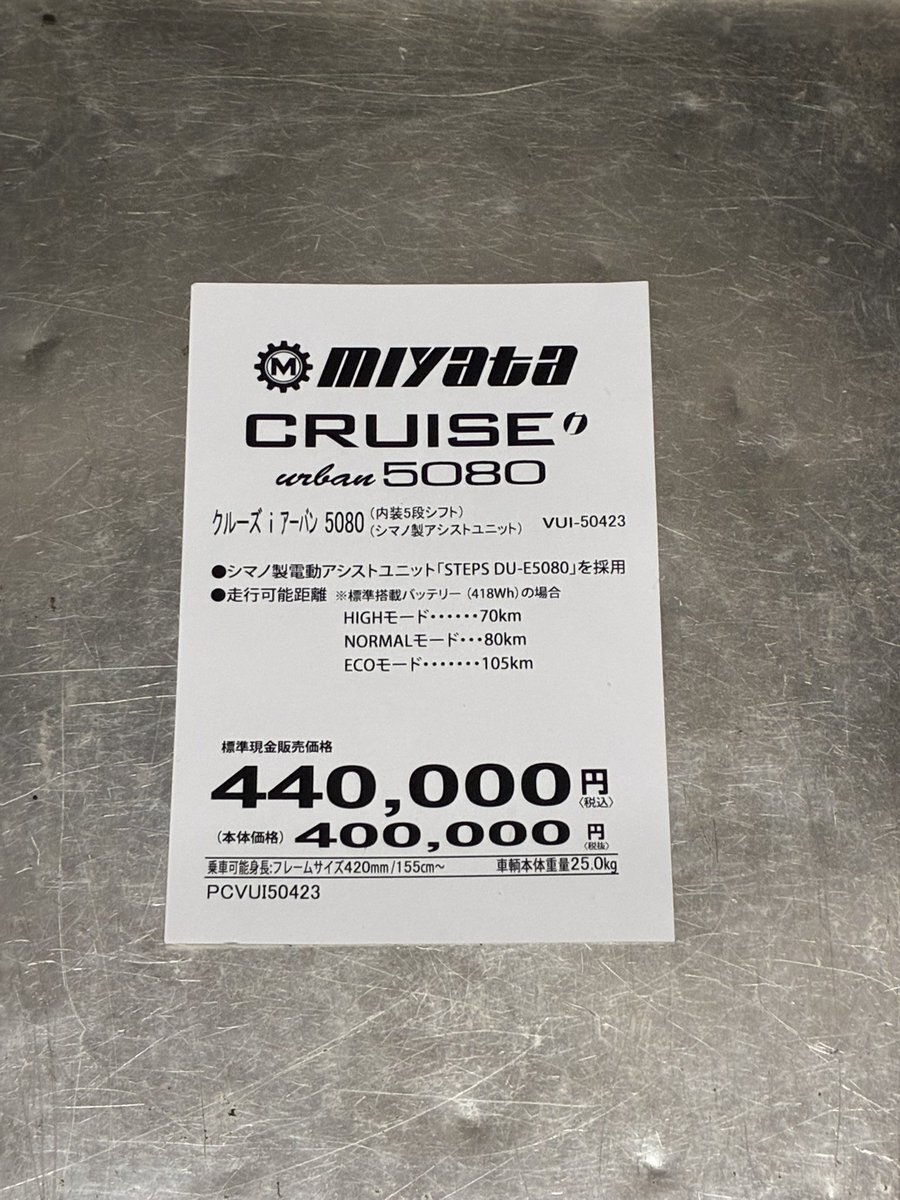 M miyata
CRUISE i
urban 5080
クルーズ i アーバン 5080 (内装5段シフト) (シマノ製アシストユニット) VUI-50423
●シマノ製電動アシストユニット「STEPS DU-E5080」を採用
●走行可能距離 ※標準搭載バッテリー（418Wh）の場合
HIGHモード・・・・・・70km
NORMALモード・・・80km
ECOモード・・・・・・・105km
標準現金販売価格
440,000円〈税込〉
(本体価格) 400,000円〈税抜〉
乗車可能身長:フレームサイズ420mm/155cm〜 車輌本体重量25.0kg
PCVUI50423